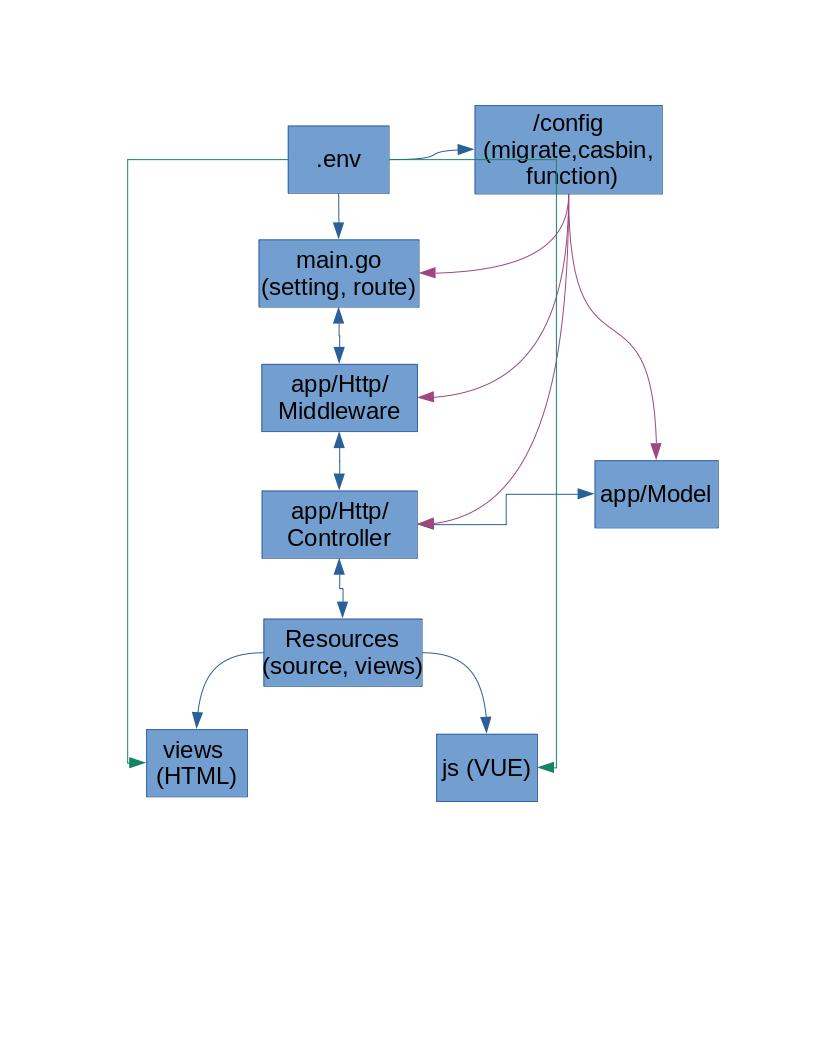 .env
/config
(migrate,casbin,
function)
main.go
(setting, route)
app/Http/
Middleware
app/Http/
Controller
app/Model
Resources
(source, views)
views
(HTML)
js (VUE)